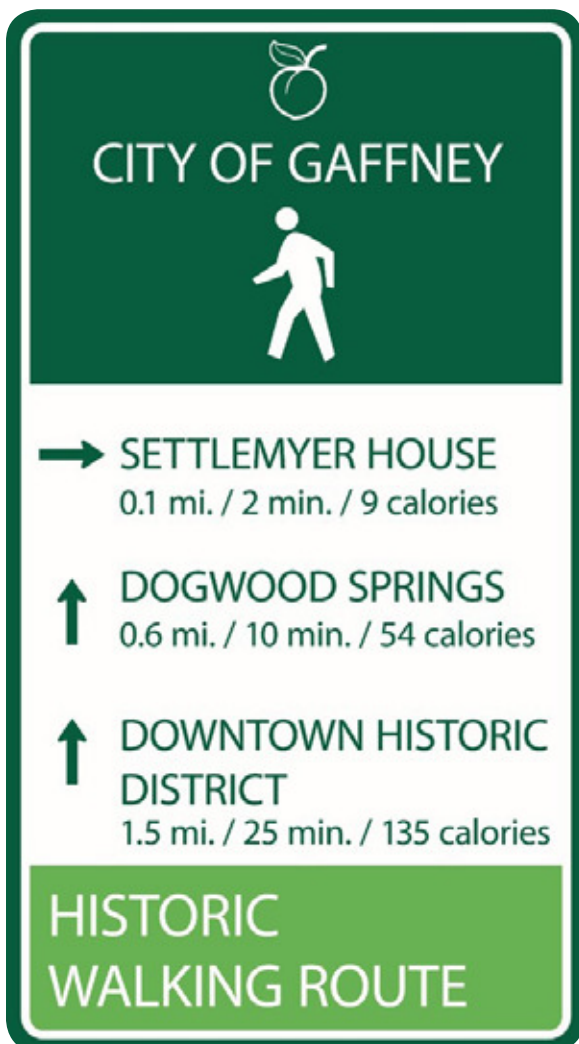 CITY OF GAFFNEY
SETTLEMYER HOUSE
0.1 mi. / 2 min. / 9 calories
DOGWOOD SPRINGS
0.6 mi. / 10 min. / 54 calories
DOWNTOWN HISTORIC
DISTRICT
1.5 mi. / 25 min. / 135 calories
HISTORIC
WALKING ROUTE